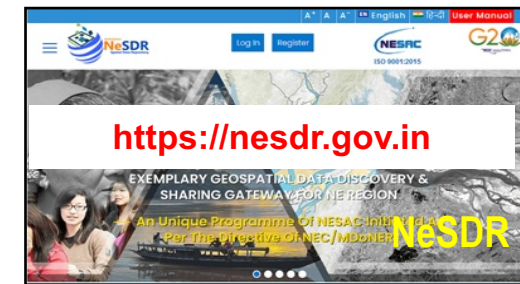 A+ A A- English हिन्दी User Manual
NeSDR
Log In Register
NESAC
ISO 9001:2015
G20
https://nesdr.gov.in
EXEMPLARY GEOSPATIAL DATA DISCOVERY &
SHARING GATEWAY FOR NE REGION
An Unique Programme Of NESAC Initiated As
Per The Directive Of NEC/MDoNER
NeSDR